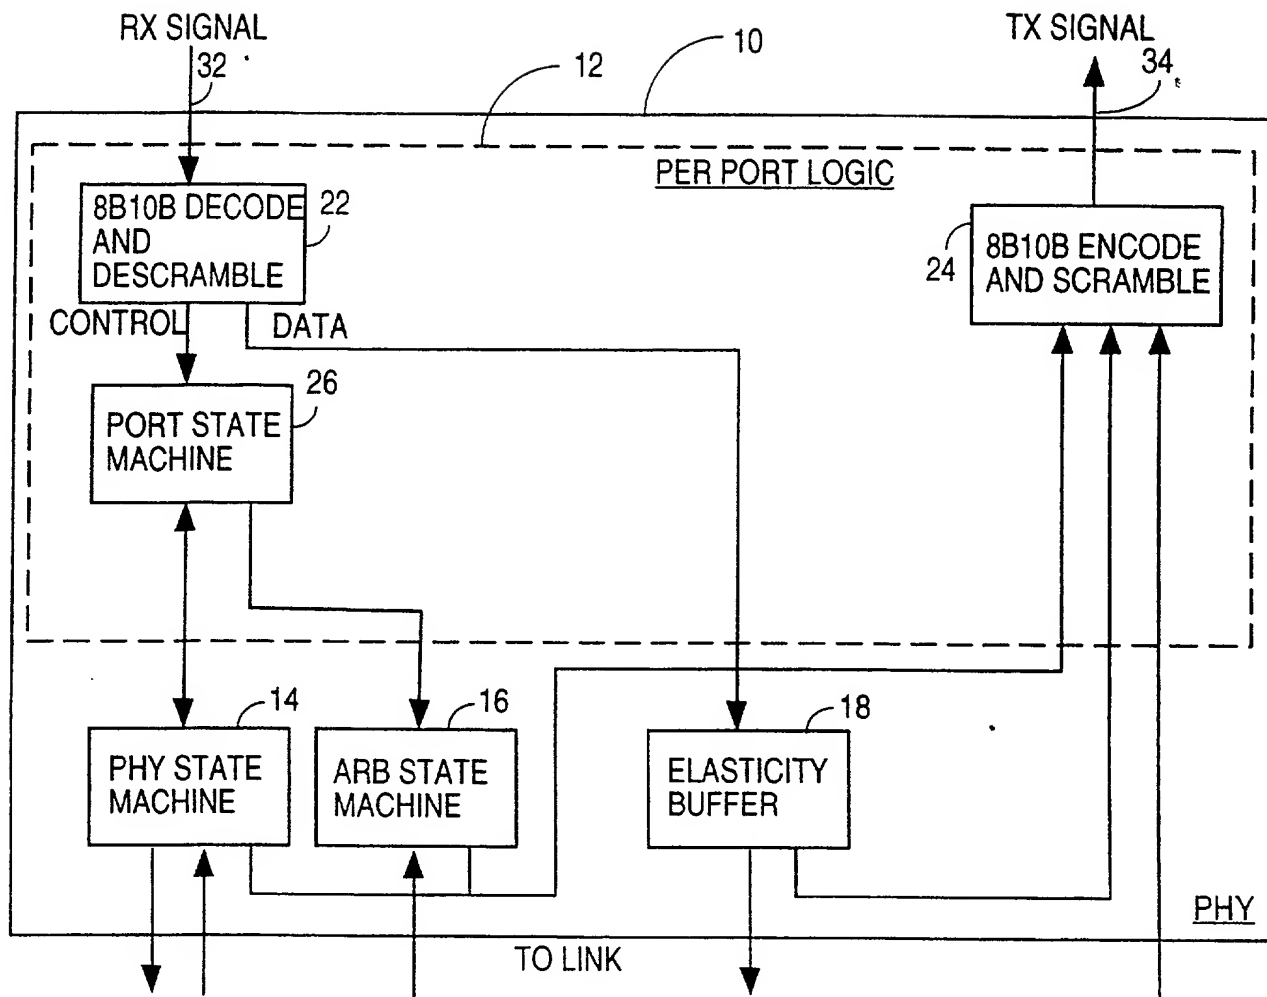 RX SIGNAL
10
TX SIGNAL
32
12
34
PER PORT LOGIC
8B10B DECODE
AND
DESCRAMBLE
22
24
8B10B ENCODE
AND SCRAMBLE
CONTROL
DATA
26
PORT STATE
MACHINE
14
16
18
PHY STATE
MACHINE
ARB STATE
MACHINE
ELASTICITY
BUFFER
PHY
TO LINK